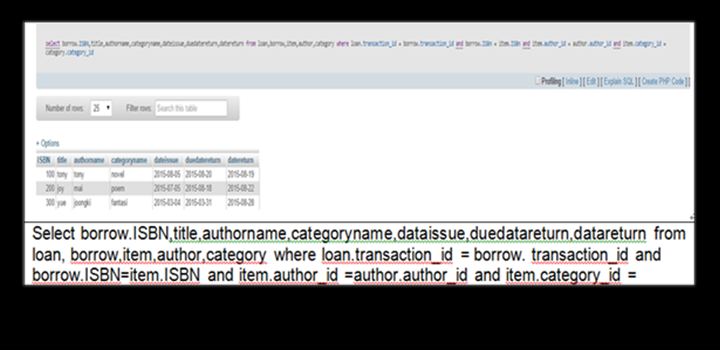 select borrow.ISBN,title,authorname,categoryname,dateissue,duedatereturn,datereturn from loan,borrow,item,author,category where loan.transaction_id = borrow.transaction_id and borrow.ISBN = item.ISBN and item.author_id = author.author_id and item.category_id =
category.category_id
Profiling [ Inline ] [ Edit ] [ Explain SQL ] [ Create PHP Code ] [
Number of rows: 25 Filter rows: Search this table
+ Options
ISBN title authorname categoryname dateissue duedatereturn datereturn
100 tony tony novel 2015-08-05 2015-08-20 2015-08-19
200 joy mai poem 2015-07-05 2015-08-18 2015-08-22
300 yue joongki fantasi 2015-03-04 2015-03-31 2015-08-28
Select borrow.ISBN,title,authorname,categoryname,dataissue,duedatareturn,datareturn from
loan, borrow,item,author,category where loan.transaction_id = borrow. transaction_id and
borrow.ISBN=item.ISBN and item.author_id =author.author_id and item.category_id =